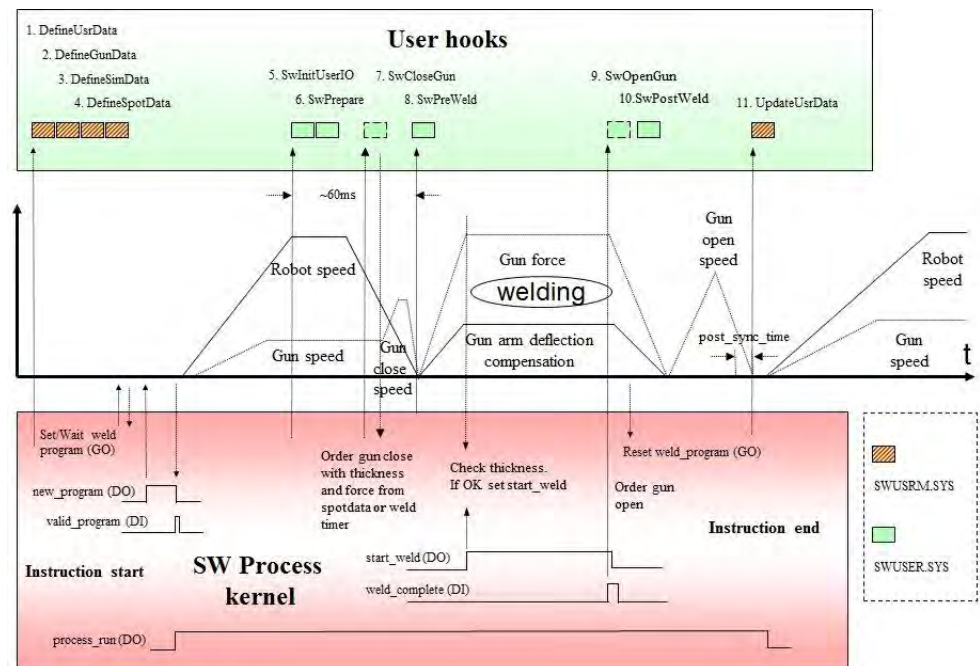 User hooks
1. DefineUsrData
2. DefineGunData
3. DefineSimData
4. DefineSpotData
5. SwInitUserIO
6. SwPrepare
7. SwCloseGun
8. SwPreWeld
9. SwOpenGun
10.SwPostWeld
11. UpdateUsrData
~60ms
Robot speed
Gun speed
Gun
close
speed
Gun force
welding
Gun arm deflection
compensation
Gun
open
speed
post_sync_time
Robot
speed
Gun
speed
t
Set/Wait weld
program (GO)
new_program (DO)
valid_program (DI)
Instruction start
SW Process
kernel
process_run (DO)
Order gun close
with thickness
and force from
spotdata or weld
timer
Check thickness.
If OK set start_weld
start_weld (DO)
weld_complete (DI)
Reset weld_program (GO)
Order gun
open
Instruction end
SWUSRM.SYS
SWUSER.SYS